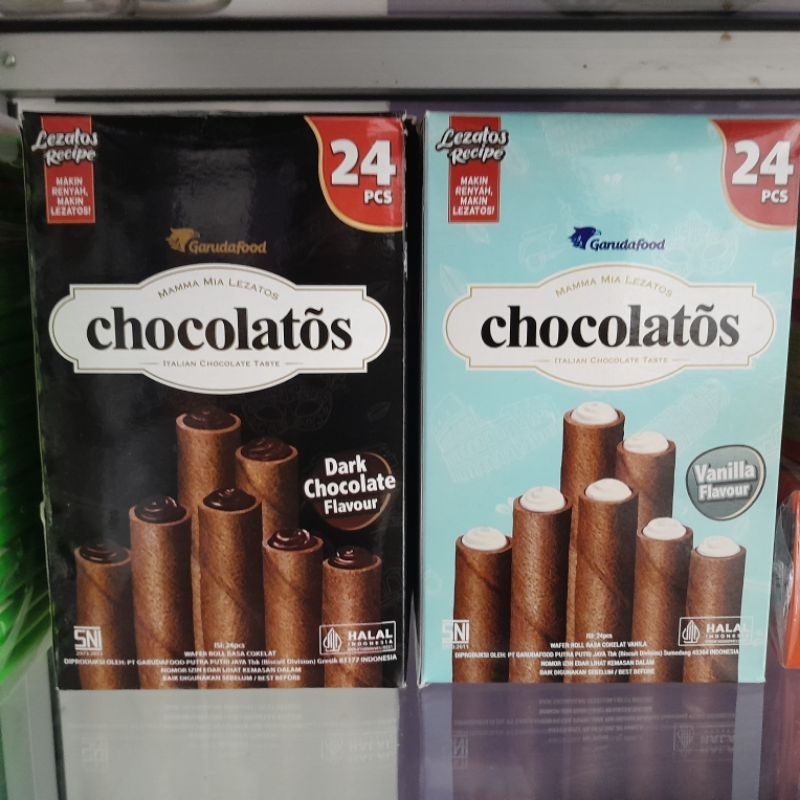 Lezatos
Recipe
MAKIN
RENYAH,
MAKIN
LEZATOS!
24
PCS
Garudafood
MAMMA MIA LEZATOS
chocolatõs
ITALIAN CHOCOLATE TASTE
Dark
Chocolate
Flavour
SNI
HALAL
INDONESIA
ISI: 24pcs
WAFER ROLL RASA COKELAT
DIPRODUKSI OLEH: PT GARUDAFOOD PUTRA PUTRI JAYA Tbk (Biscuit Division) Gresik 61177 INDONESIA
NOMOR IZIN EDAR LIHAT KEMASAN DALAM
BAIK DIGUNAKAN SEBELUM / BEST BEFORE
Lezatos
Recipe
MAKIN
RENYAH,
MAKIN
LEZATOS!
24
PCS
Garudafood
MAMMA MIA LEZATOS
chocolatõs
ITALIAN CHOCOLATE TASTE
Vanilla
Flavour
SNI
HALAL
INDONESIA
ISI: 24pcs
WAFER ROLL RASA COKELAT VANILA
DIPRODUKSI OLEH: PT GARUDAFOOD PUTRA PUTRI JAYA Tbk (Biscuit Division) Sumedang 45364 INDONESIA
NOMOR IZIN EDAR LIHAT KEMASAN DALAM
BAIK DIGUNAKAN SEBELUM / BEST BEFORE